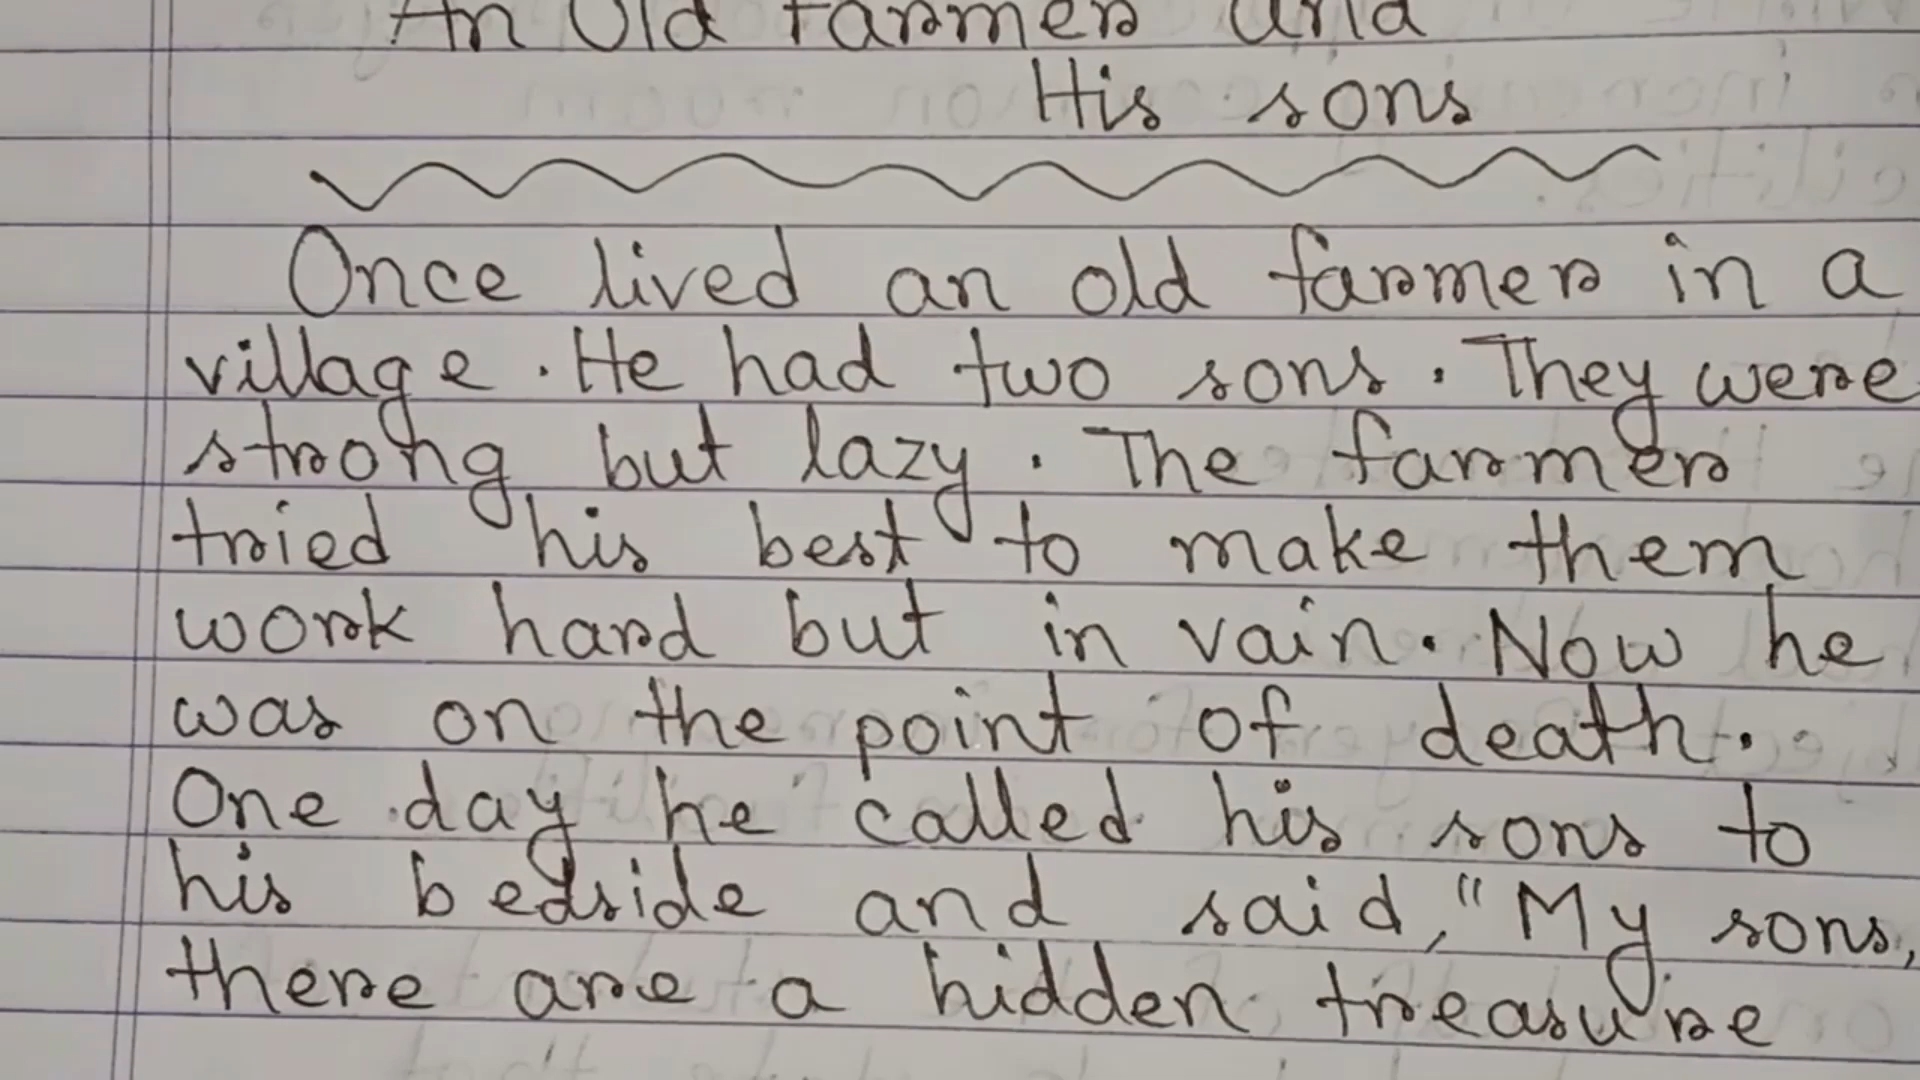 An Old Farmer and
His sons
Once lived an old farmer in a
village. He had two sons. They were
strong but lazy. The farmer
tried his best to make them
work hard but in vain. Now he
was on the point of death.
One day he called his sons to
his bedside and said, "My sons,
there are a hidden treasure